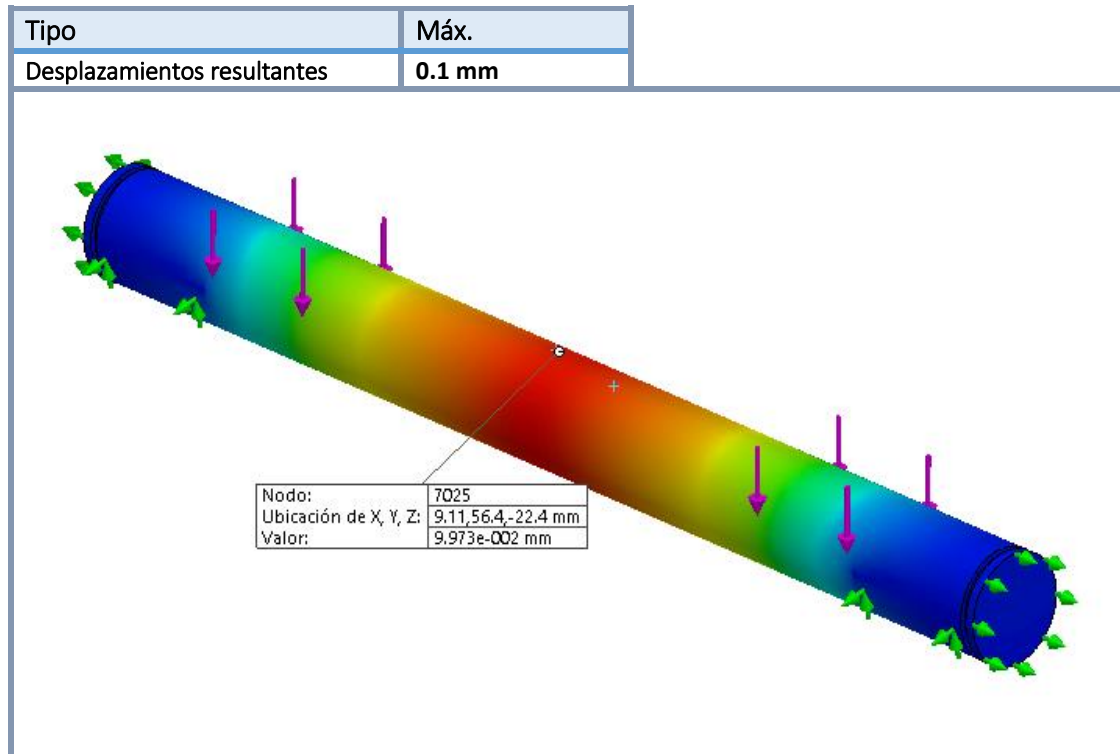 Tipo Máx.
Desplazamientos resultantes 0.1 mm
Nodo: 7025
Ubicación de X, Y, Z: 9.11,56.4,-22.4 mm
Valor: 9.973e-002 mm